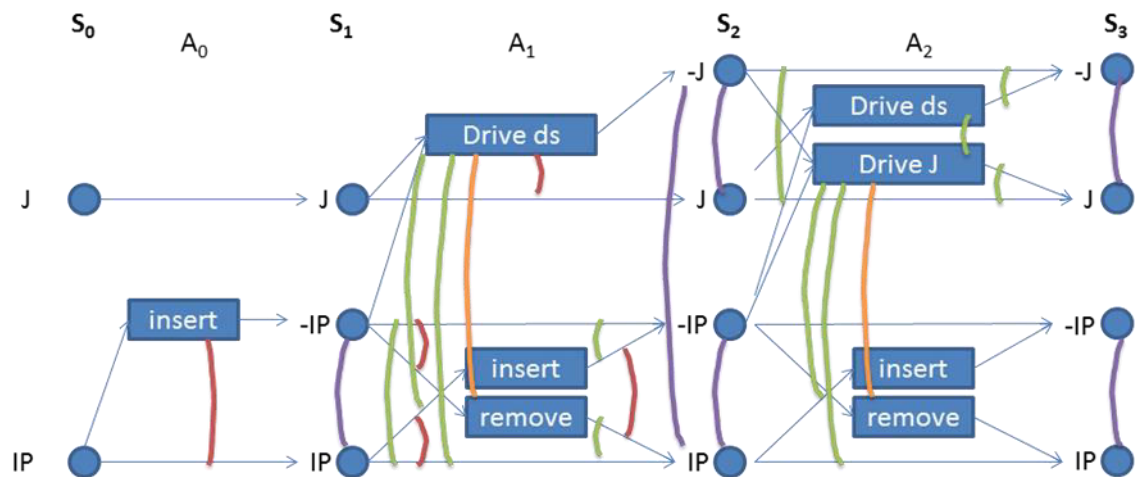 S0 S1 S2 S3
A0 A1 A2
-J -J
Drive ds Drive ds
Drive J
J J J J
insert -IP -IP -IP
insert insert
remove remove
IP IP IP IP